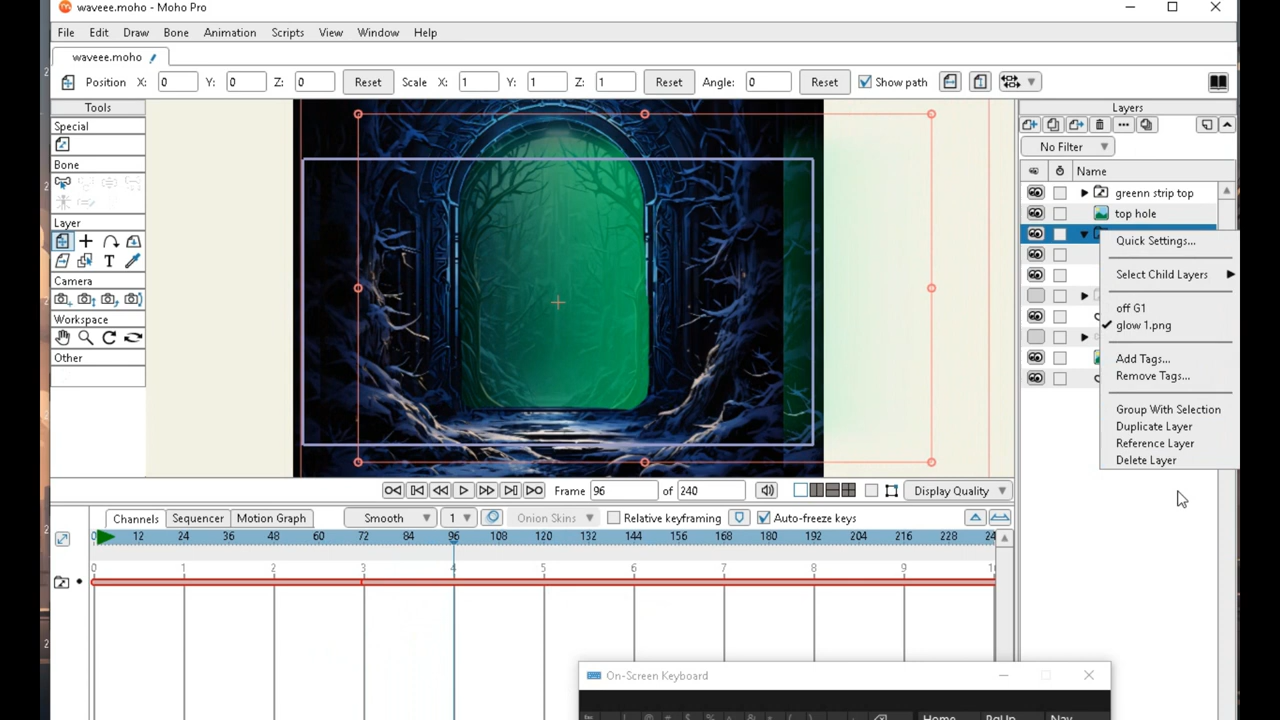 waveee.moho - Moho Pro
File Edit Draw Bone Animation Scripts View Window Help
waveee.moho
Position X: 0 Y: 0 Z: 0 Reset Scale X: 1 Y: 1 Z: 1 Reset Angle: 0 Reset Show path
Tools
Special
Bone
Layer
T
Camera
Workspace
Other
Layers
No Filter
Name
greenn strip top
top hole
Quick Settings...
Select Child Layers
off G1
glow 1.png
Add Tags...
Remove Tags...
Group With Selection
Duplicate Layer
Reference Layer
Delete Layer
Frame 96 of 240 Display Quality
Channels Sequencer Motion Graph Smooth 1 Onion Skins Relative keyframing Auto-freeze keys
0 12 24 36 48 60 72 84 96 108 120 132 144 156 168 180 192 204 216 228 24
0 1 2 3 4 5 6 7 8 9 1
On-Screen Keyboard
Home PgUp Nav